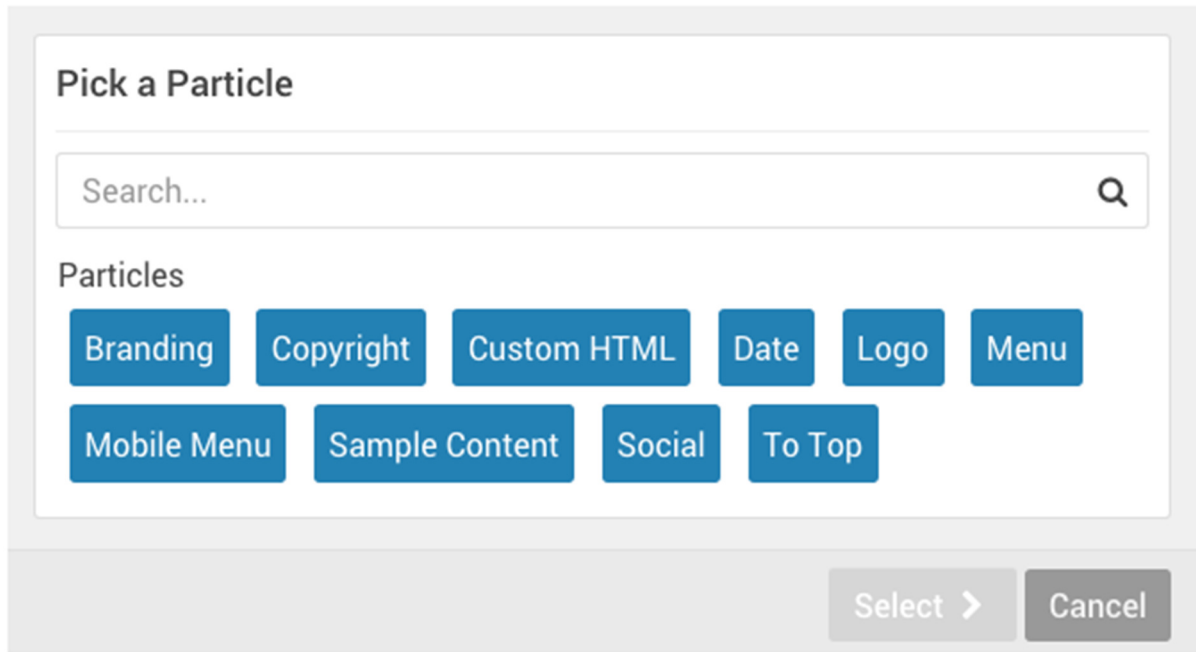 Pick a Particle
Search...
Particles
Branding Copyright Custom HTML Date Logo Menu
Mobile Menu Sample Content Social To Top
Select Cancel